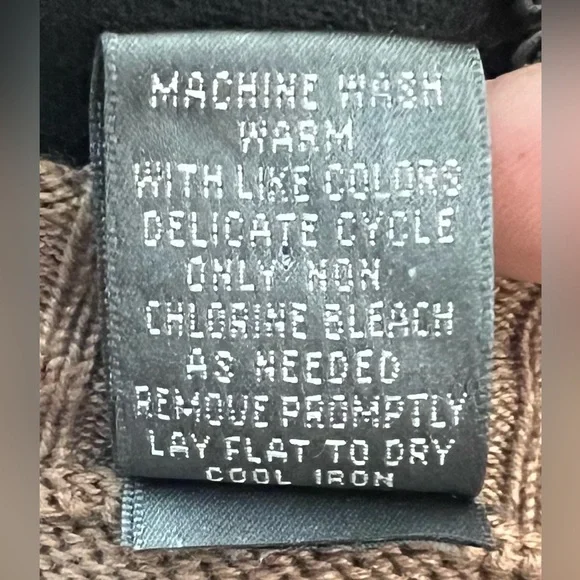 MACHINE WASH
WARM
WITH LIKE COLORS
DELICATE CYCLE
ONLY NON
CHLORINE BLEACH
AS NEEDED
REMOVE PROMPTLY
LAY FLAT TO DRY
COOL IRON